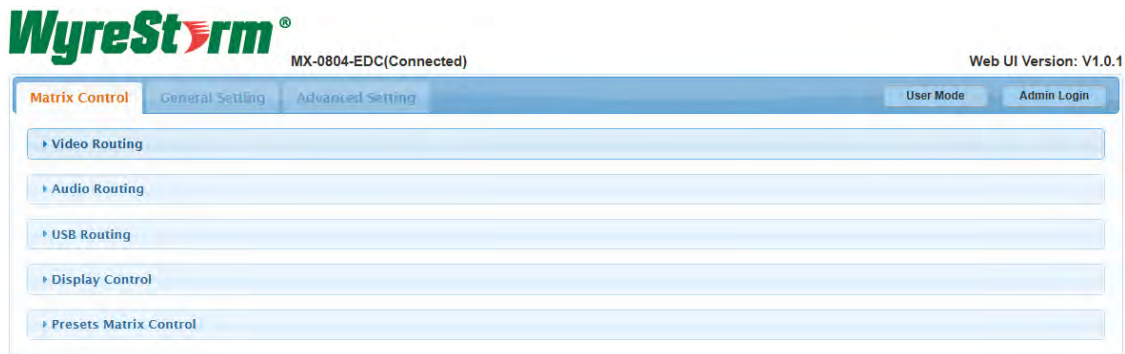 WyreStorm®
MX-0804-EDC(Connected)
Web UI Version: V1.0.1
Matrix Control General Setting Advanced Setting User Mode Admin Login
Video Routing
Audio Routing
USB Routing
Display Control
Presets Matrix Control